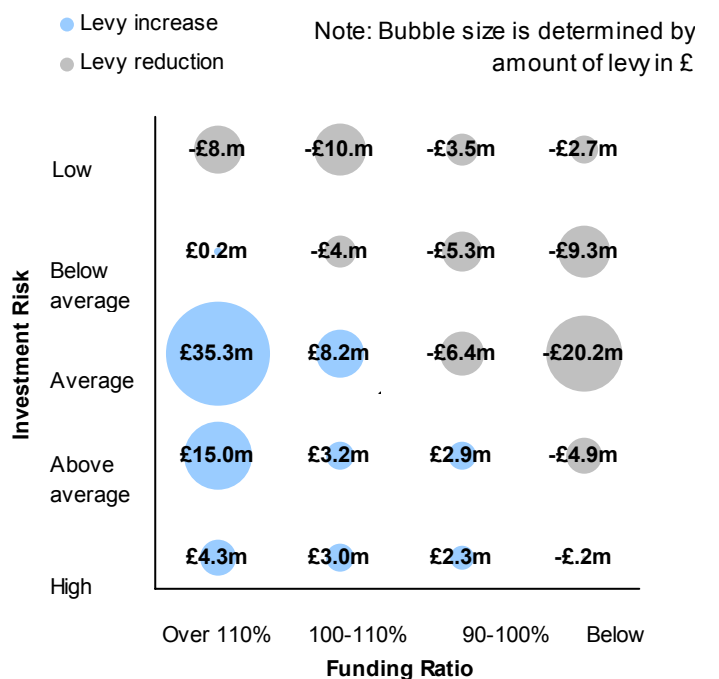 Levy increase
Levy reduction
Note: Bubble size is determined by
amount of levy in £
Investment Risk
Low
-£8.m -£10.m -£3.5m -£2.7m
Below
average
£0.2m -£4.m -£5.3m -£9.3m
Average
£35.3m £8.2m -£6.4m -£20.2m
Above
average
£15.0m £3.2m £2.9m -£4.9m
High
£4.3m £3.0m £2.3m -£.2m
Over 110% 100-110% 90-100% Below
Funding Ratio